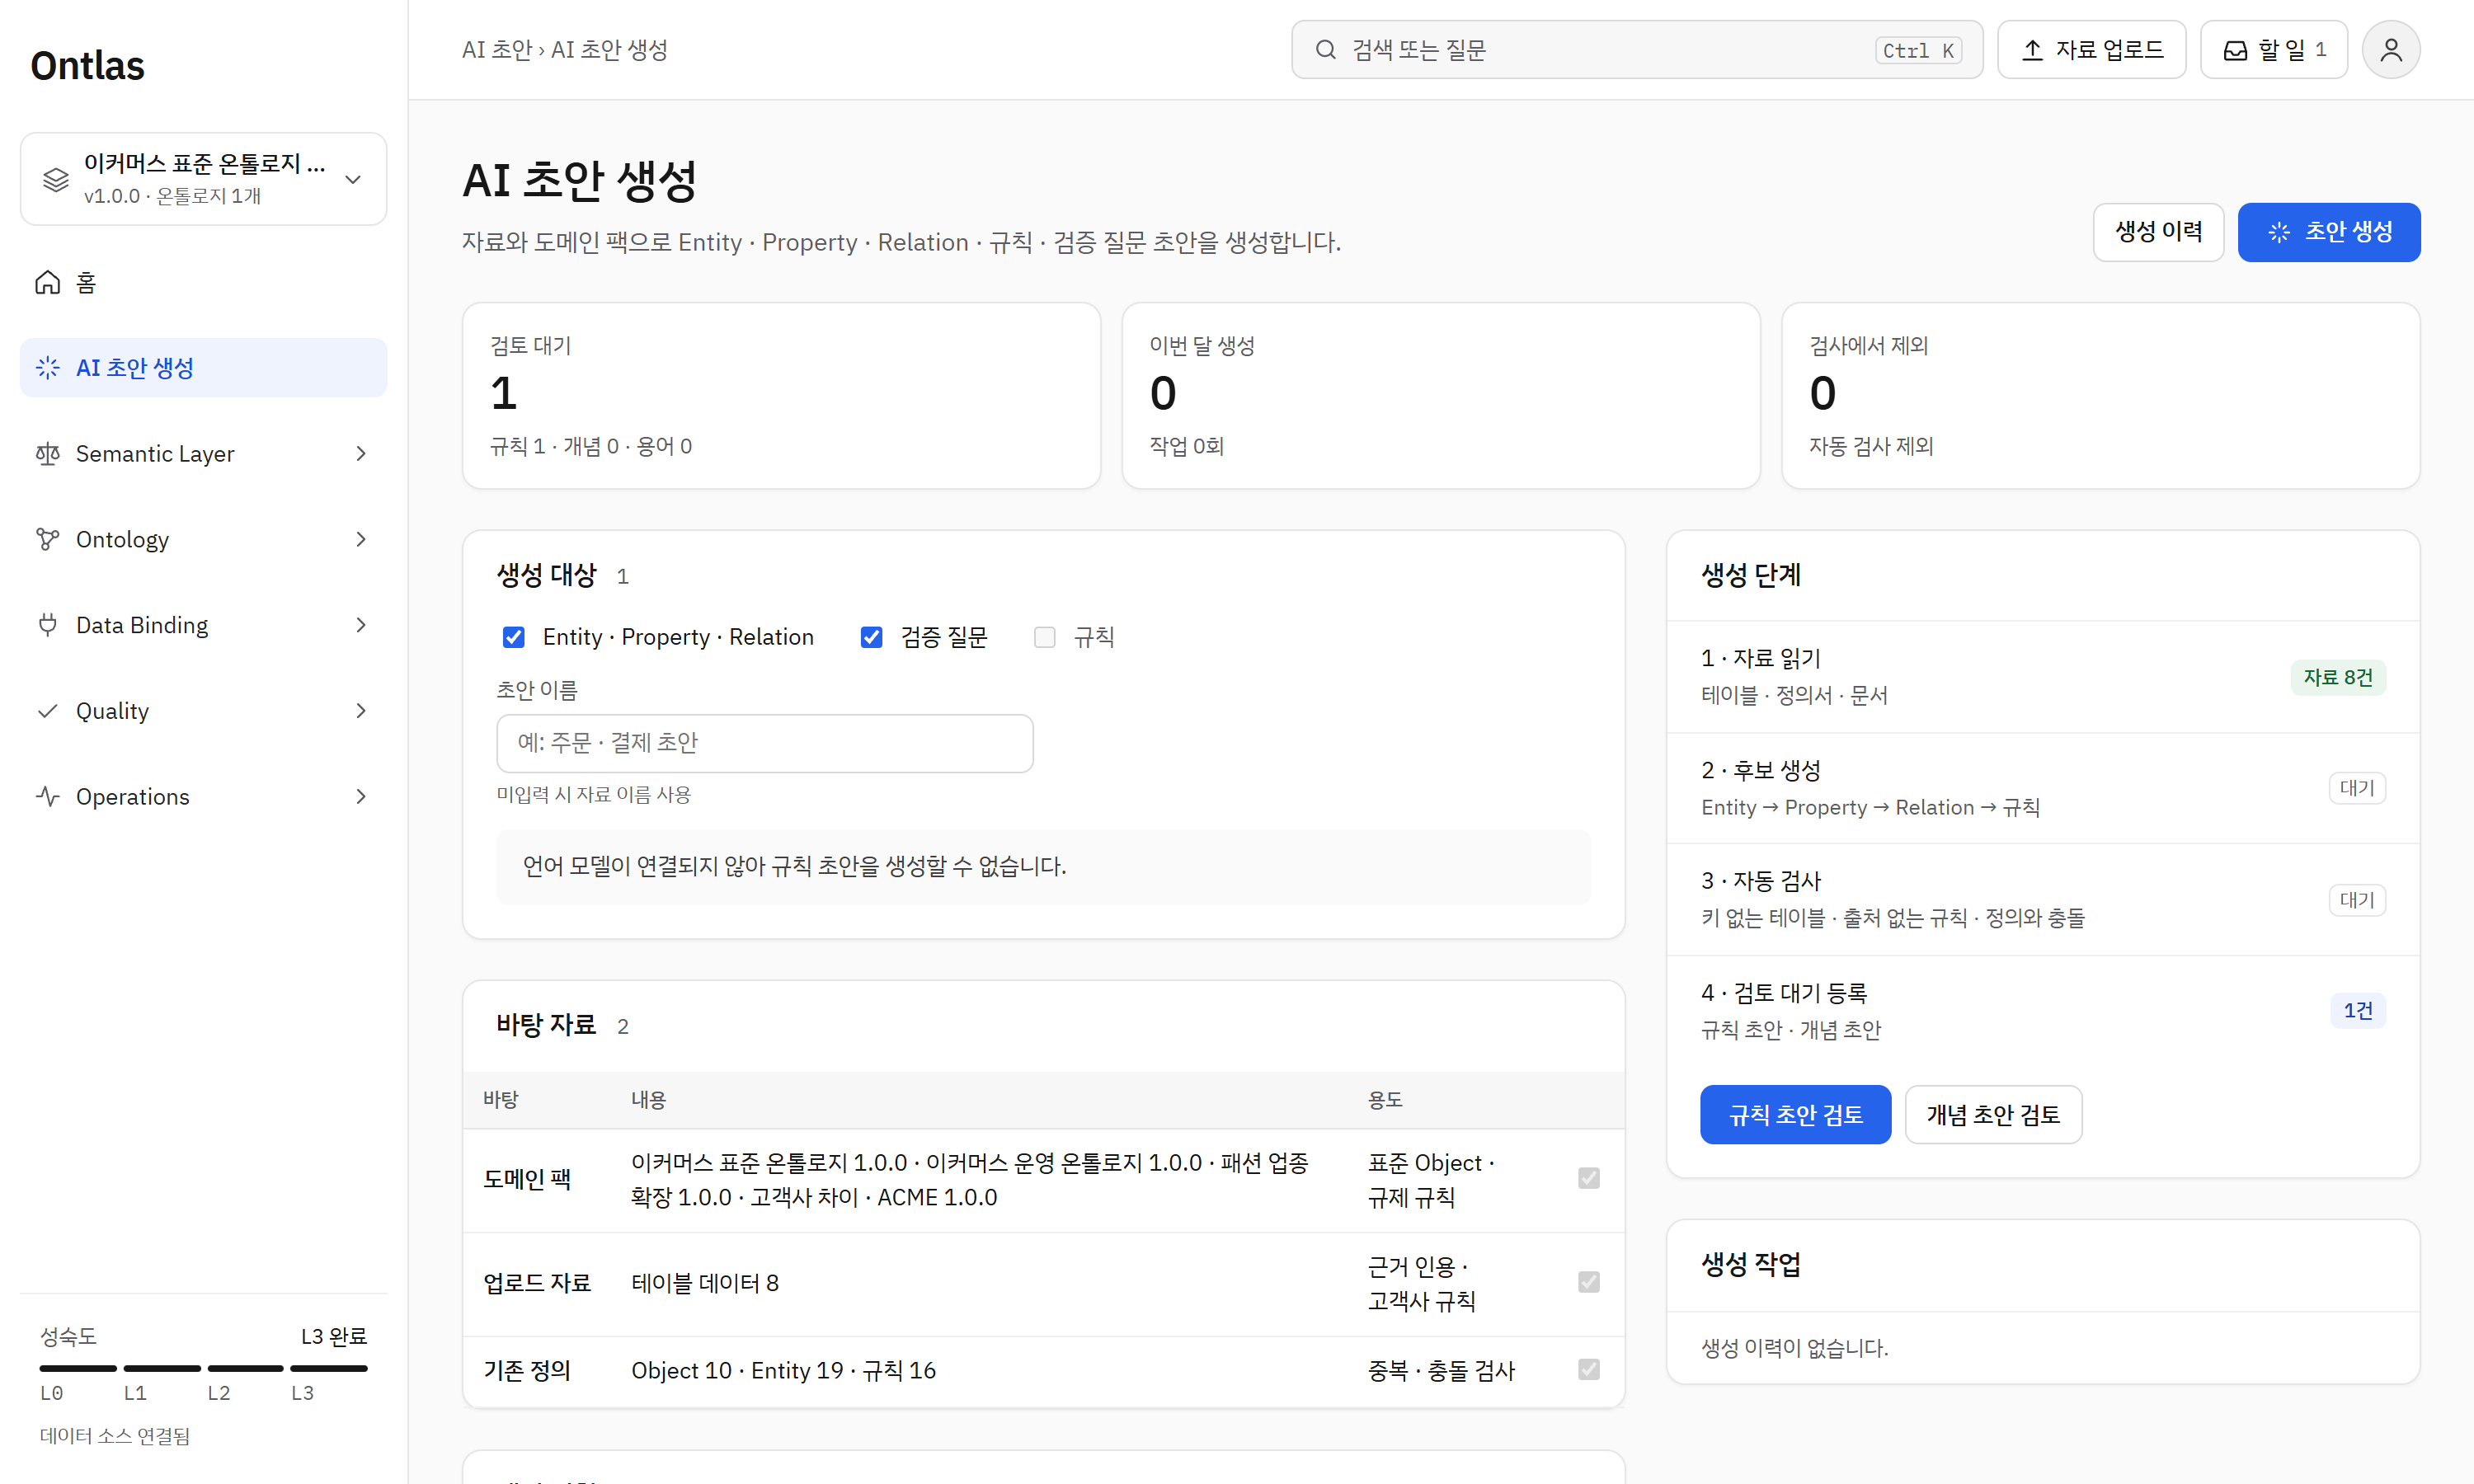 Ontlas
이커머스 표준 온톨로지 ...
v1.0.0 · 온톨로지 1개
홈
AI 초안 생성
Semantic Layer
Ontology
Data Binding
Quality
Operations
성숙도 L3 완료
L0 L1 L2 L3
데이터 소스 연결됨
AI 초안 › AI 초안 생성
검색 또는 질문 Ctrl K
자료 업로드
할 일 1
AI 초안 생성
자료와 도메인 팩으로 Entity · Property · Relation · 규칙 · 검증 질문 초안을 생성합니다.
생성 이력
초안 생성
검토 대기
1
규칙 1 · 개념 0 · 용어 0
이번 달 생성
0
작업 0회
검사에서 제외
0
자동 검사 제외
생성 대상 1
Entity · Property · Relation 검증 질문 규칙
초안 이름
예: 주문 · 결제 초안
미입력 시 자료 이름 사용
언어 모델이 연결되지 않아 규칙 초안을 생성할 수 없습니다.
바탕 자료 2
바탕 내용 용도
도메인 팩
이커머스 표준 온톨로지 1.0.0 · 이커머스 운영 온톨로지 1.0.0 · 패션 업종
확장 1.0.0 · 고객사 차이 · ACME 1.0.0
표준 Object ·
규제 규칙
업로드 자료
테이블 데이터 8
근거 인용 ·
고객사 규칙
기존 정의 Object 10 · Entity 19 · 규칙 16 중복 · 충돌 검사
생성 단계
1 · 자료 읽기
테이블 · 정의서 · 문서
자료 8건
2 · 후보 생성
Entity → Property → Relation → 규칙
대기
3 · 자동 검사
키 없는 테이블 · 출처 없는 규칙 · 정의와 충돌
대기
4 · 검토 대기 등록
규칙 초안 · 개념 초안
1건
규칙 초안 검토
개념 초안 검토
생성 작업
생성 이력이 없습니다.